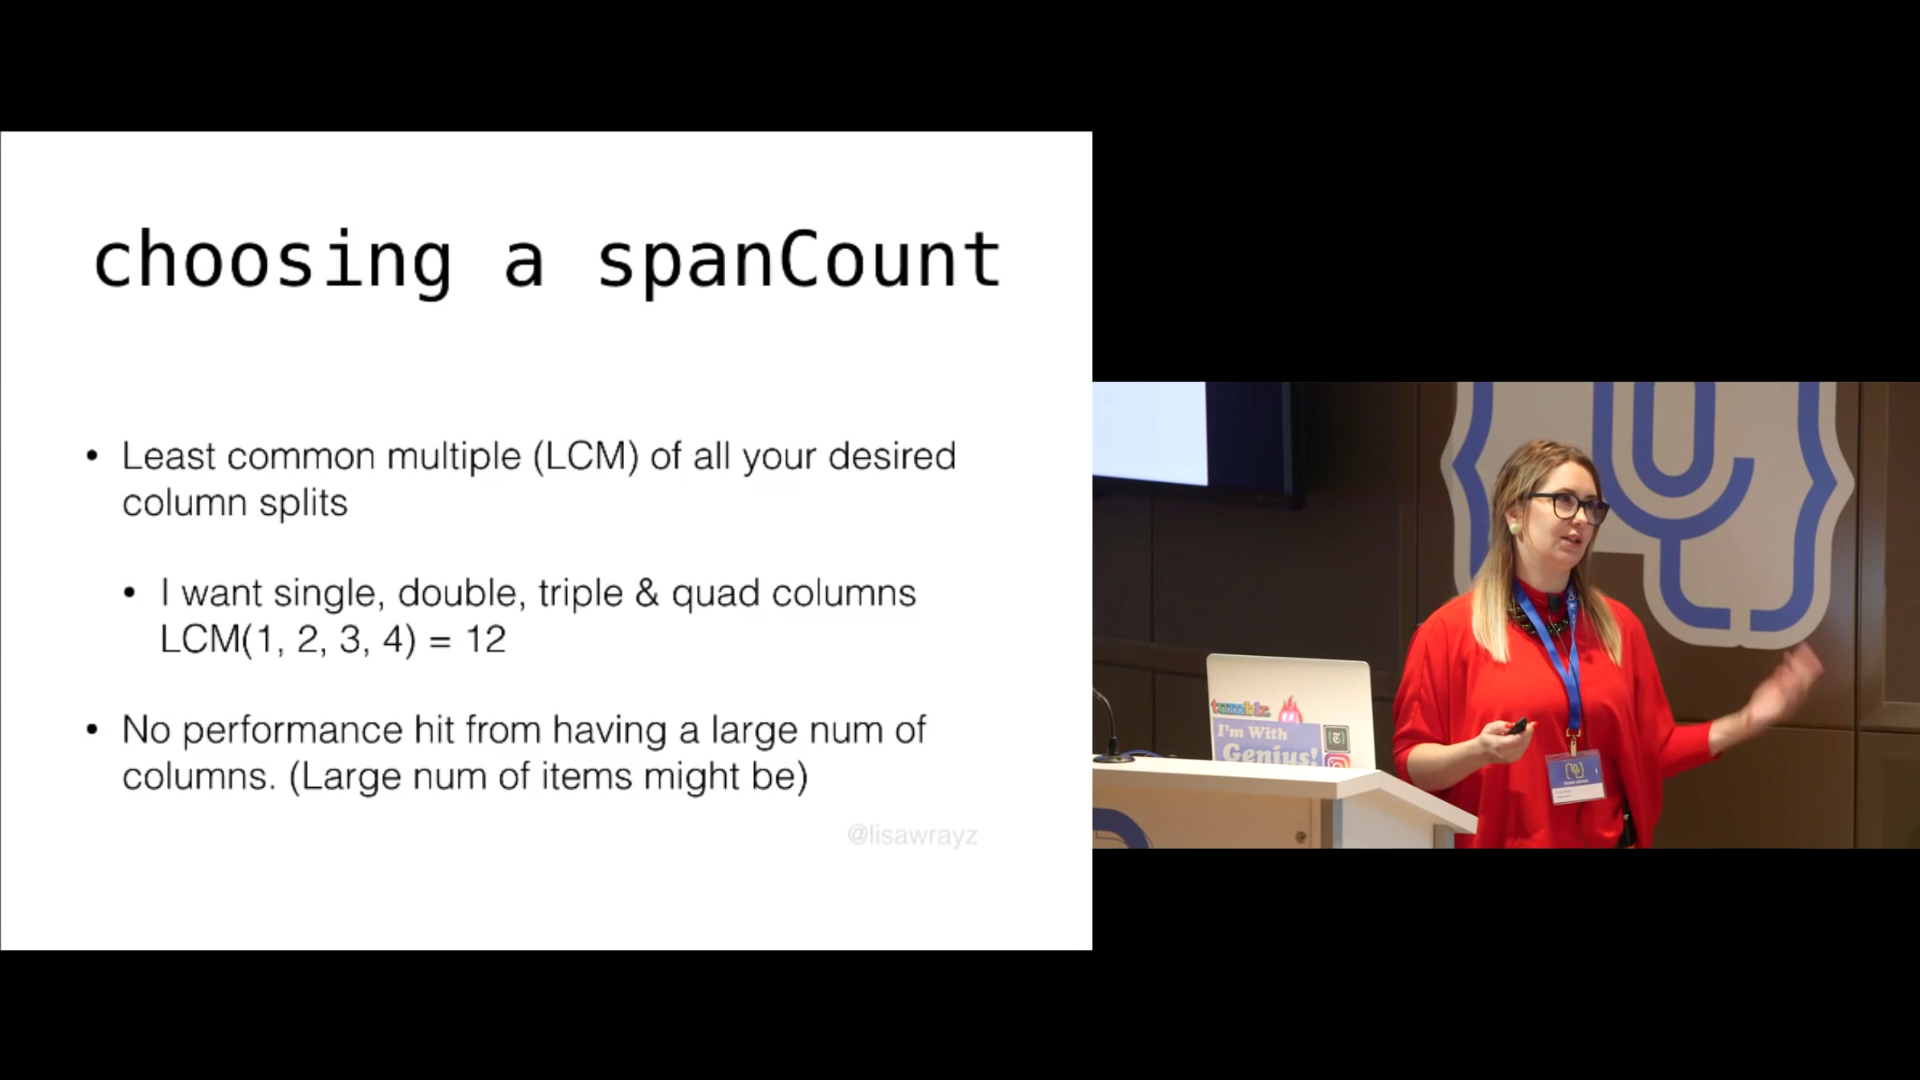 choosing a spanCount
• Least common multiple (LCM) of all your desired
column splits
• I want single, double, triple & quad columns
LCM(1, 2, 3, 4) = 12
• No performance hit from having a large num of
columns. (Large num of items might be)
@lisawrayz
tumblr.
I'm With
Genius!